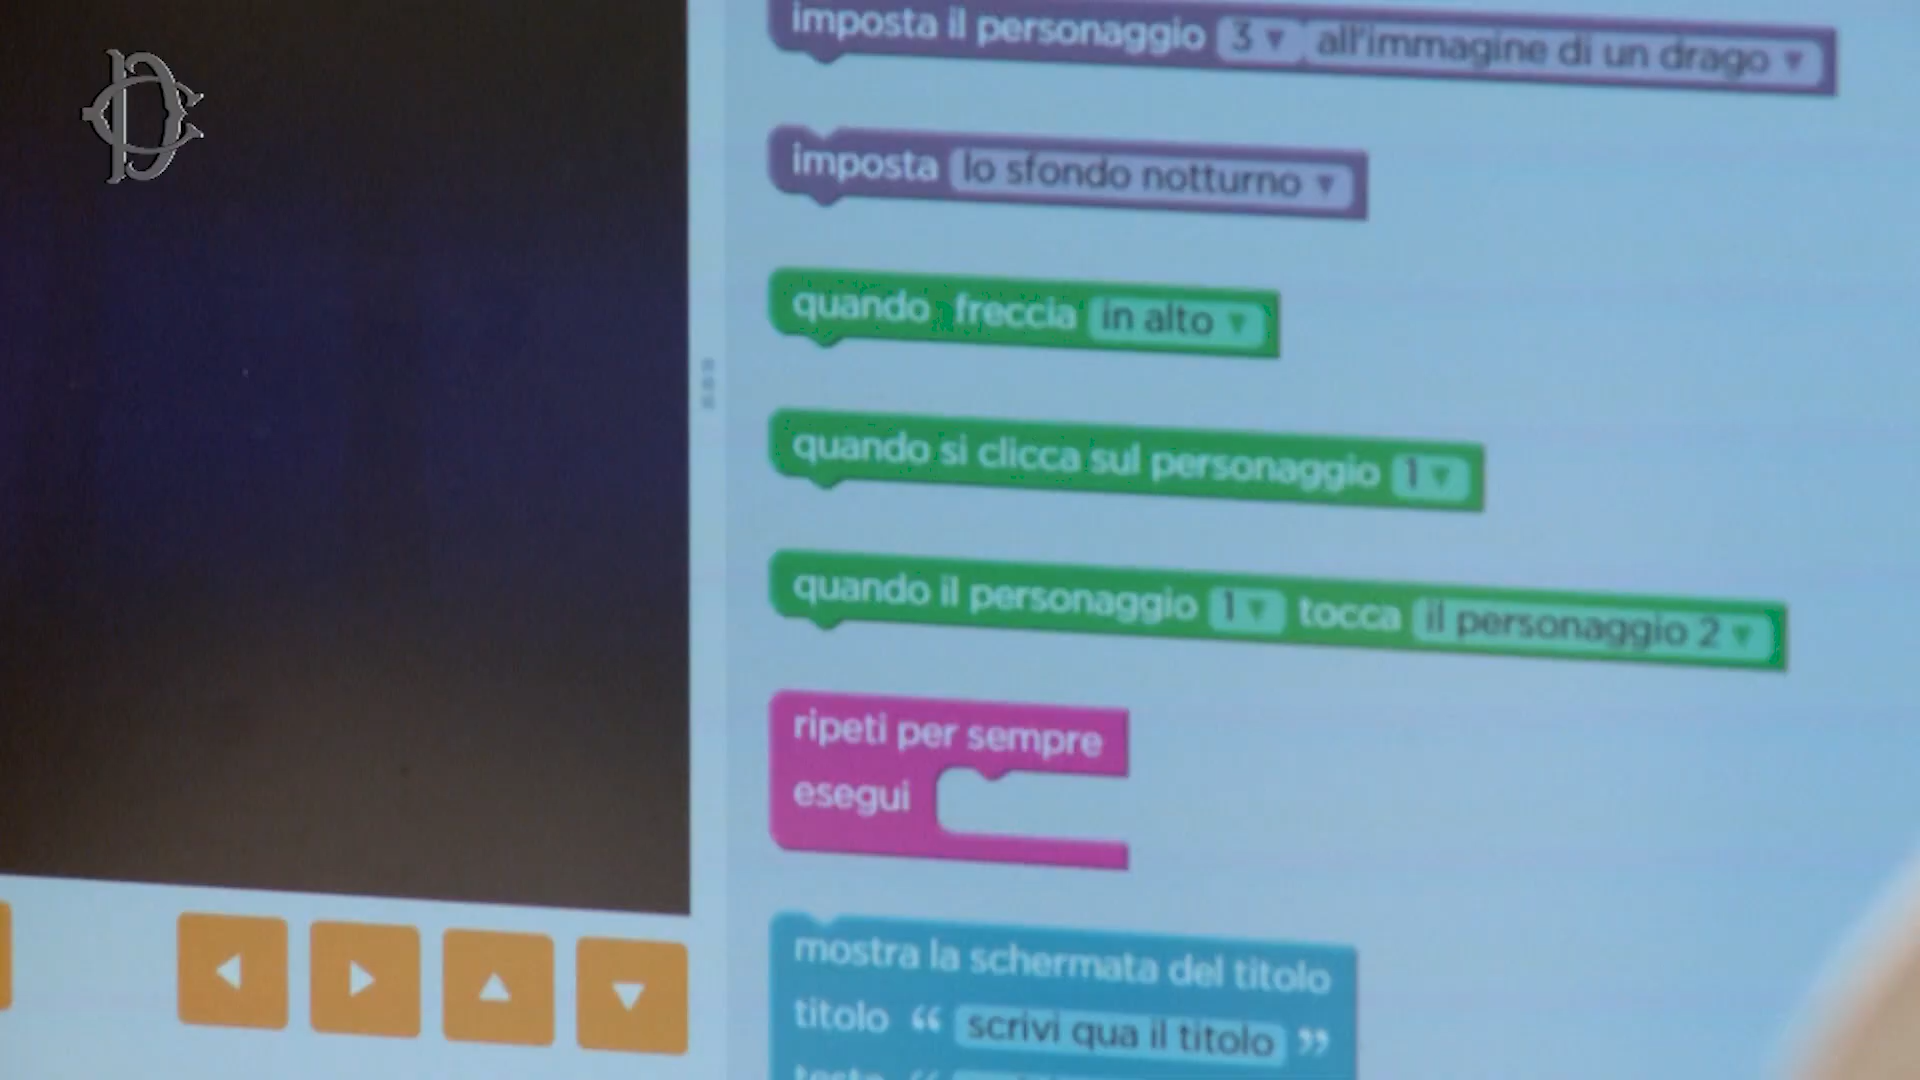 imposta il personaggio 3 all'immagine di un drago
imposta lo sfondo notturno
quando freccia in alto
quando si clicca sul personaggio 1
quando il personaggio 1 tocca il personaggio 2
ripeti per sempre
esegui
mostra la schermata del titolo
titolo “ scrivi qua il titolo ”